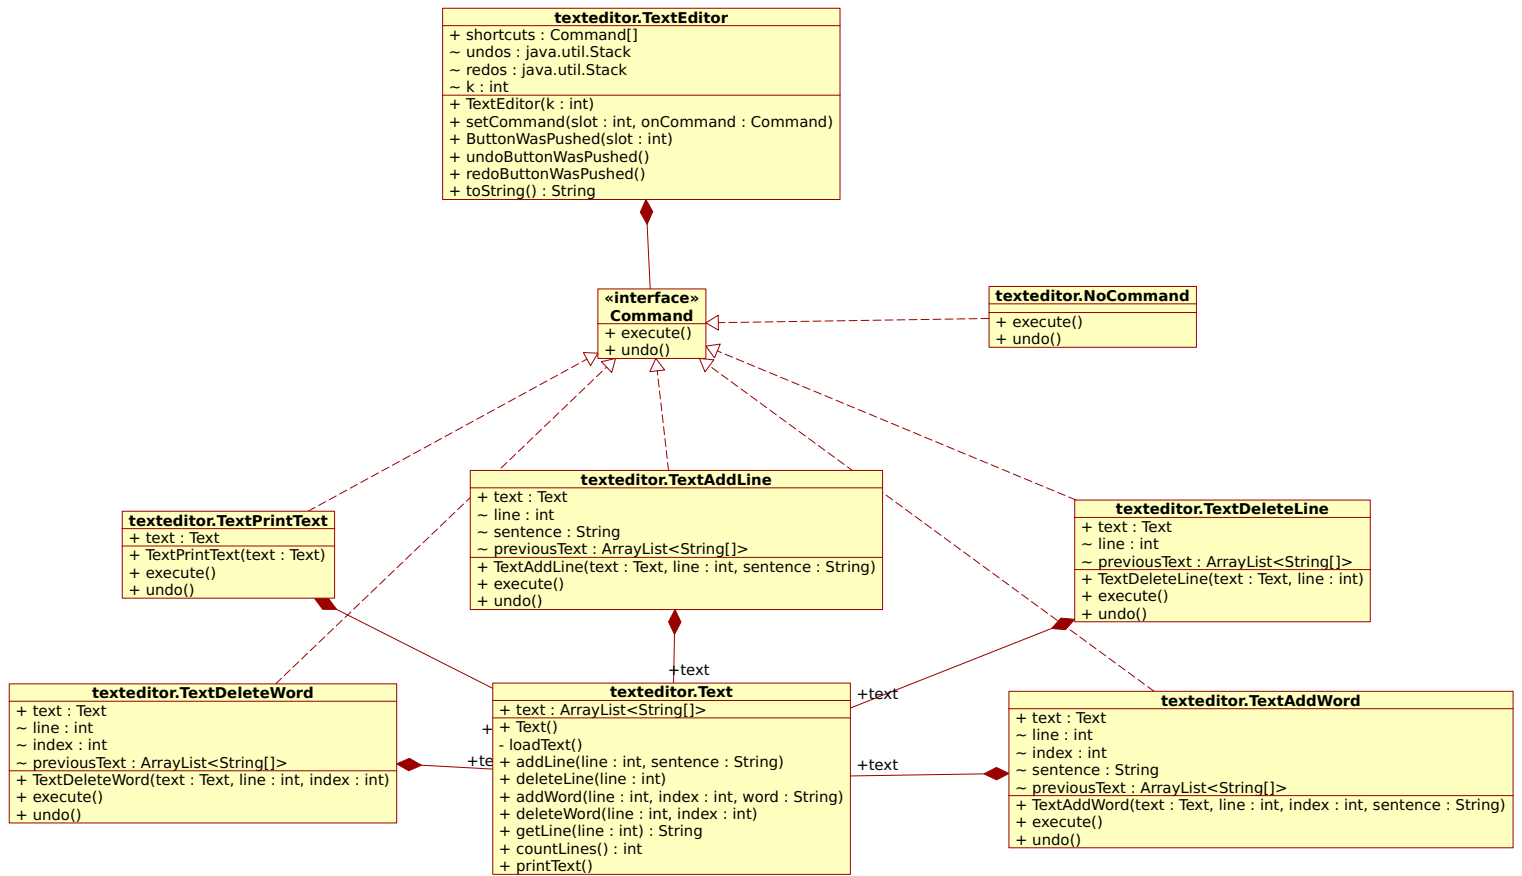 texteditor.TextEditor
+ shortcuts : Command[]
~ undos : java.util.Stack
~ redos : java.util.Stack
~ k : int
+ TextEditor(k : int)
+ setCommand(slot : int, onCommand : Command)
+ ButtonWasPushed(slot : int)
+ undoButtonWasPushed()
+ redoButtonWasPushed()
+ toString() : String
«interface»
Command
+ execute()
+ undo()
texteditor.NoCommand
+ execute()
+ undo()
texteditor.TextPrintText
+ text : Text
+ TextPrintText(text : Text)
+ execute()
+ undo()
texteditor.TextAddLine
+ text : Text
~ line : int
~ sentence : String
~ previousText : ArrayList<String[]>
+ TextAddLine(text : Text, line : int, sentence : String)
+ execute()
+ undo()
texteditor.TextDeleteLine
+ text : Text
~ line : int
~ previousText : ArrayList<String[]>
+ TextDeleteLine(text : Text, line : int)
+ execute()
+ undo()
+text
+text
+
+te
+text
texteditor.TextDeleteWord
+ text : Text
~ line : int
~ index : int
~ previousText : ArrayList<String[]>
+ TextDeleteWord(text : Text, line : int, index : int)
+ execute()
+ undo()
texteditor.Text
+ text : ArrayList<String[]>
+ Text()
- loadText()
+ addLine(line : int, sentence : String)
+ deleteLine(line : int)
+ addWord(line : int, index : int, word : String)
+ deleteWord(line : int, index : int)
+ getLine(line : int) : String
+ countLines() : int
+ printText()
texteditor.TextAddWord
+ text : Text
~ line : int
~ index : int
~ sentence : String
~ previousText : ArrayList<String[]>
+ TextAddWord(text : Text, line : int, index : int, sentence : String)
+ execute()
+ undo()